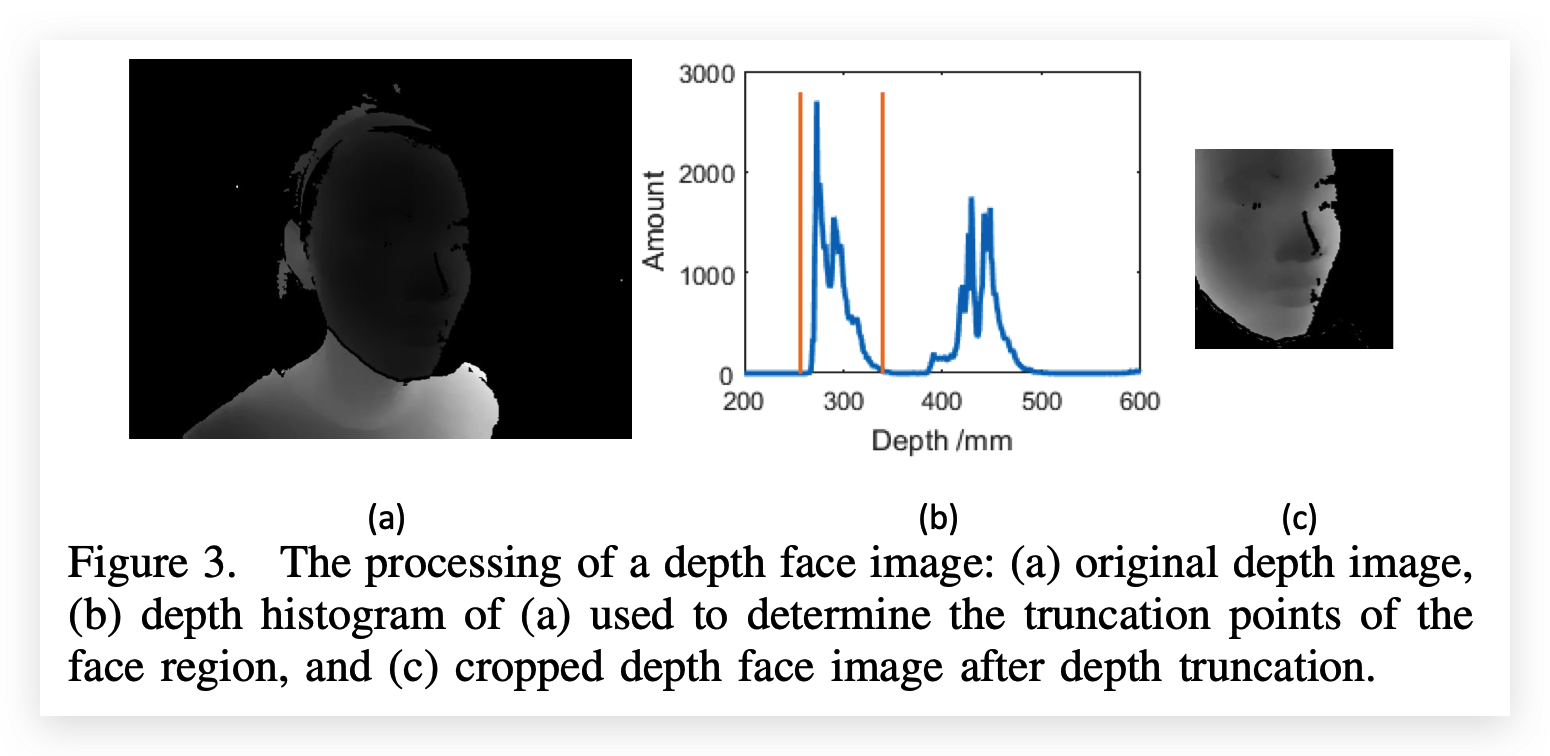 3000
2000
1000
0
Amount
200 300 400 500 600
Depth /mm
(a) (b) (c)
Figure 3. The processing of a depth face image: (a) original depth image,
(b) depth histogram of (a) used to determine the truncation points of the
face region, and (c) cropped depth face image after depth truncation.